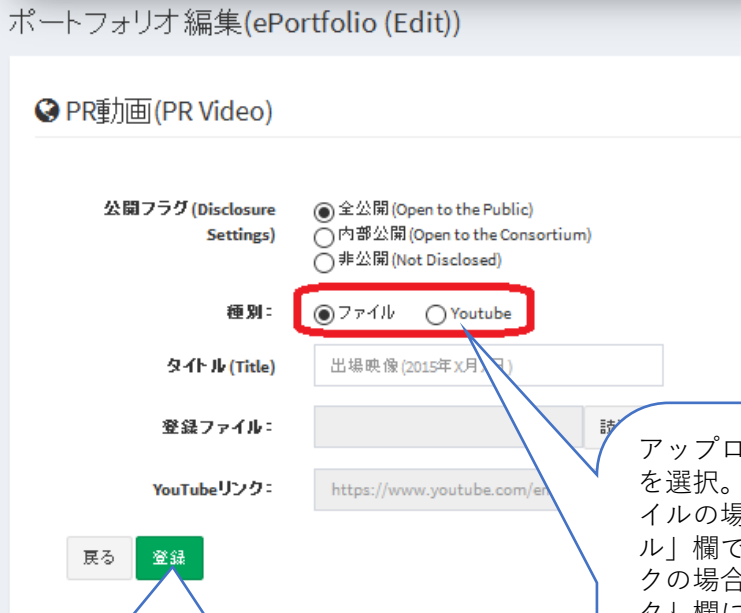 ポートフォリオ編集(ePortfolio (Edit))
PR動画(PR Video)
公開フラグ(Disclosure Settings)
全公開(Open to the Public)
内部公開(Open to the Consortium)
非公開(Not Disclosed)
種別:
ファイル Youtube
タイトル(Title)
出場映像(2015年X月
登録ファイル:
YouTubeリンク:
https://www.youtube.com/en
戻る 登録
アップロ
を選択。
イルの場
ル」欄で
クの場合
ク」欄に